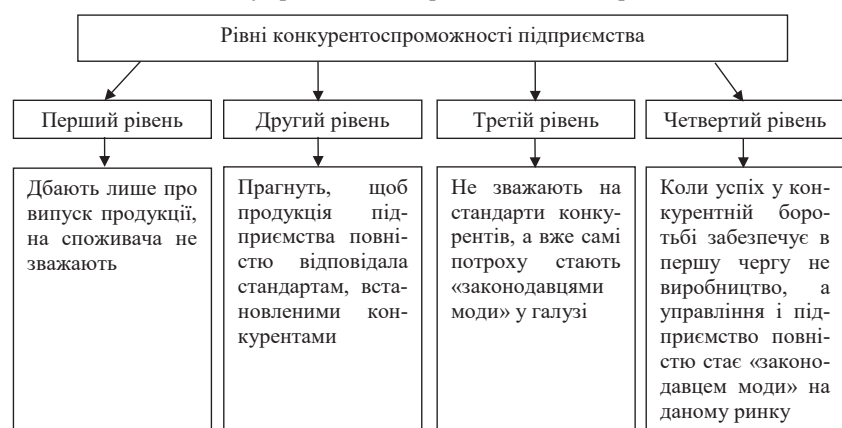 Рівні конкурентоспроможності підприємства
Перший рівень
Другий рівень
Третій рівень
Четвертий рівень
Дбають лише про
випуск продукції,
на споживача не
зважають
Прагнуть, щоб
продукція під-
приємства повні-
стю відповідала
стандартам, вста-
новленими кон-
курентами
Не зважають на
стандарти конку-
рентів, а вже самі
потроху стають
«законодавцями
моди» у галузі
Коли успіх у кон-
курентній боро-
тьбі забезпечує в
першу чергу не
виробництво, а
управління і під-
приємство повні-
стю стає «законо-
давцем моди» на
даному ринку